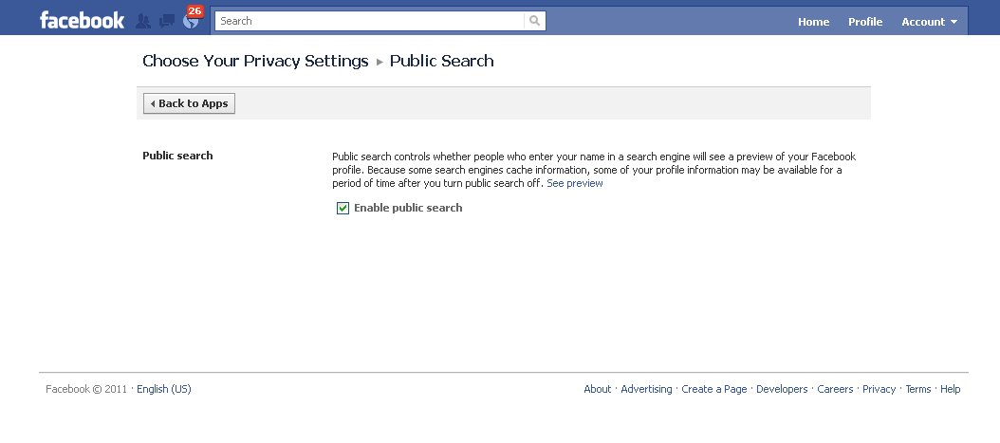 facebook 26 Search Home Profile Account
Choose Your Privacy Settings ▸ Public Search
Back to Apps
Public search
Public search controls whether people who enter your name in a search engine will see a preview of your Facebook
profile. Because some search engines cache information, some of your profile information may be available for a
period of time after you turn public search off. See preview
Enable public search
Facebook © 2011 · English (US)
About · Advertising · Create a Page · Developers · Careers · Privacy · Terms · Help